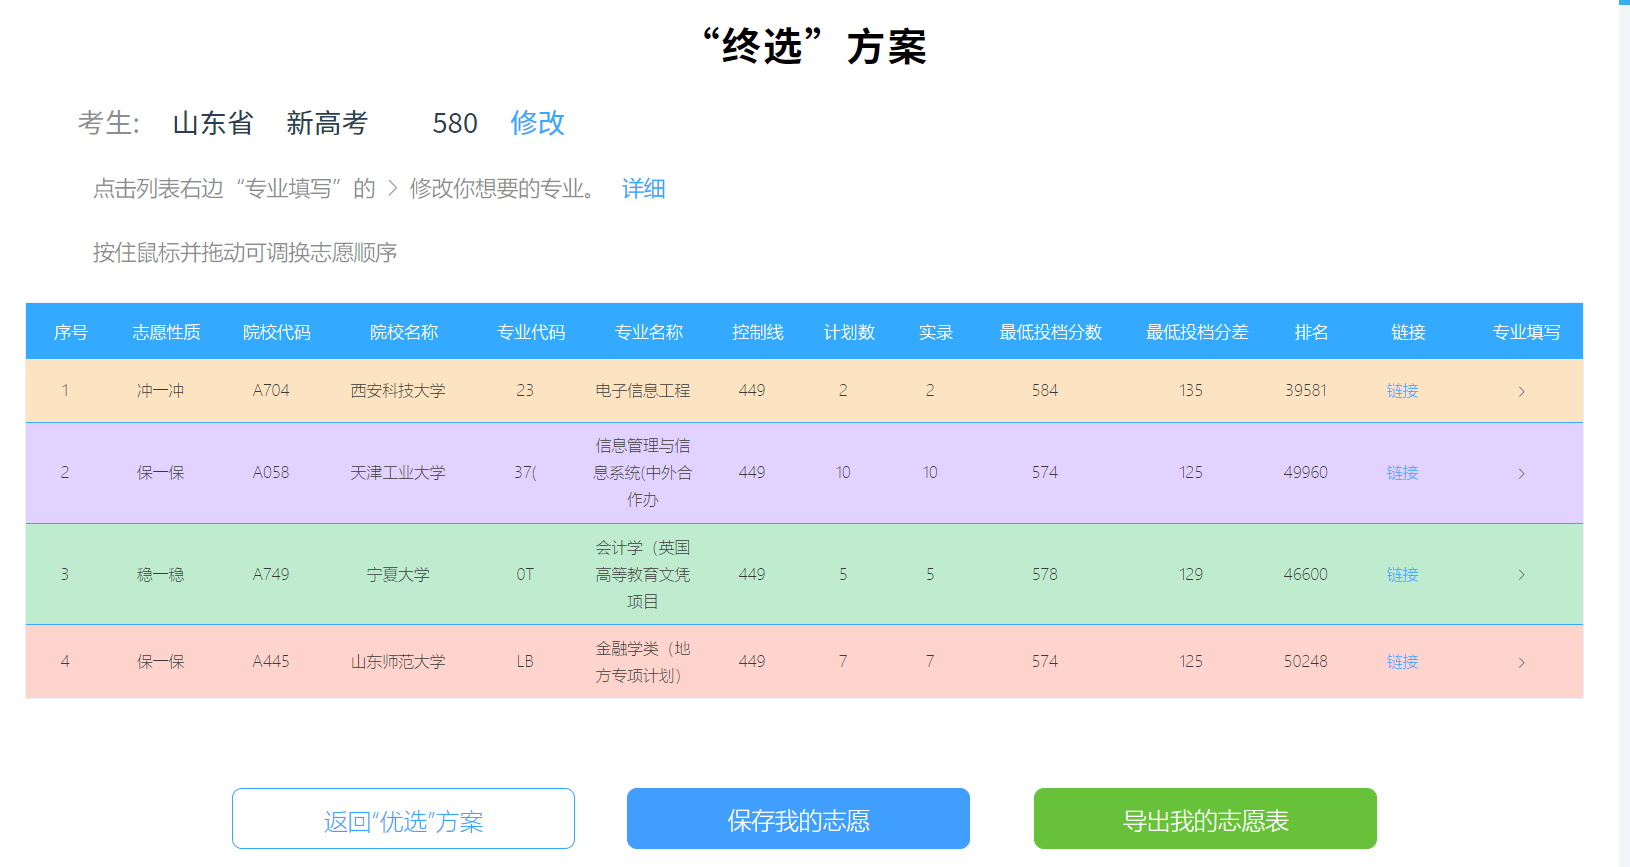 “终选”方案
考生: 山东省 新高考 580 修改
点击列表右边“专业填写”的 > 修改你想要的专业。 详细
按住鼠标并拖动可调换志愿顺序
序号 志愿性质 院校代码 院校名称 专业代码 专业名称 控制线 计划数 实录 最低投档分数 最低投档分差 排名 链接 专业填写
1 冲一冲 A704 西安科技大学 23 电子信息工程 449 2 2 584 135 39581 链接 >
信息管理与信
2 保一保 A058 天津工业大学 37( 息系统(中外合 449 10 10 574 125 49960 链接 >
作办
会计学（英国
3 稳一稳 A749 宁夏大学 0T 高等教育文凭 449 5 5 578 129 46600 链接 >
项目
金融学类（地
4 保一保 A445 山东师范大学 LB 449 7 7 574 125 50248 链接 >
方专项计划）
返回“优选”方案 保存我的志愿 导出我的志愿表